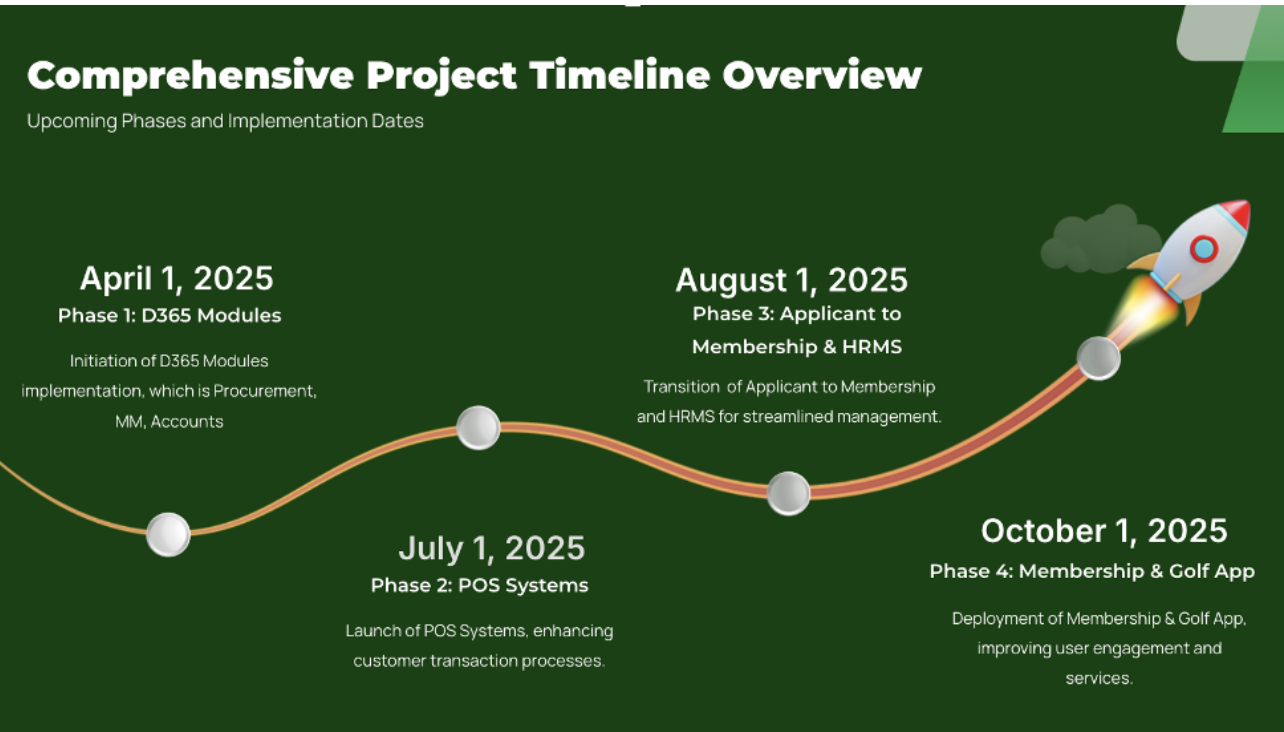 Comprehensive Project Timeline Overview
Upcoming Phases and Implementation Dates
April 1, 2025
Phase 1: D365 Modules
Initiation of D365 Modules
implementation, which is Procurement,
MM, Accounts
July 1, 2025
Phase 2: POS Systems
Launch of POS Systems, enhancing
customer transaction processes.
August 1, 2025
Phase 3: Applicant to
Membership & HRMS
Transition of Applicant to Membership
and HRMS for streamlined management.
October 1, 2025
Phase 4: Membership & Golf App
Deployment of Membership & Golf App,
improving user engagement and
services.